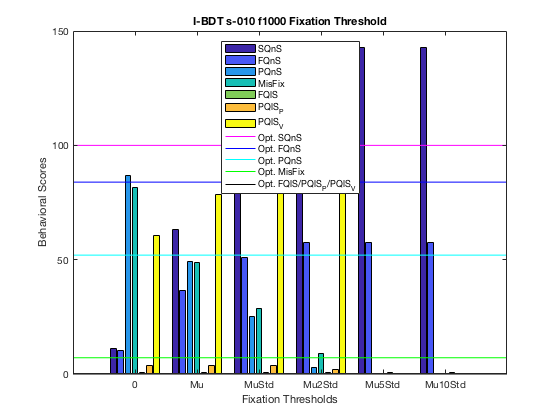 I-BDT s-010 f1000 Fixation Threshold
150
100
50
0
Behavioral Scores
SQnS
FQnS
PQnS
MisFix
FQlS
PQlS_P
PQlS_V
Opt. SQnS
Opt. FQnS
Opt. PQnS
Opt. MisFix
Opt. FQlS/PQlS_P/PQlS_V
0 Mu MuStd Mu2Std Mu5Std Mu10Std
Fixation Thresholds